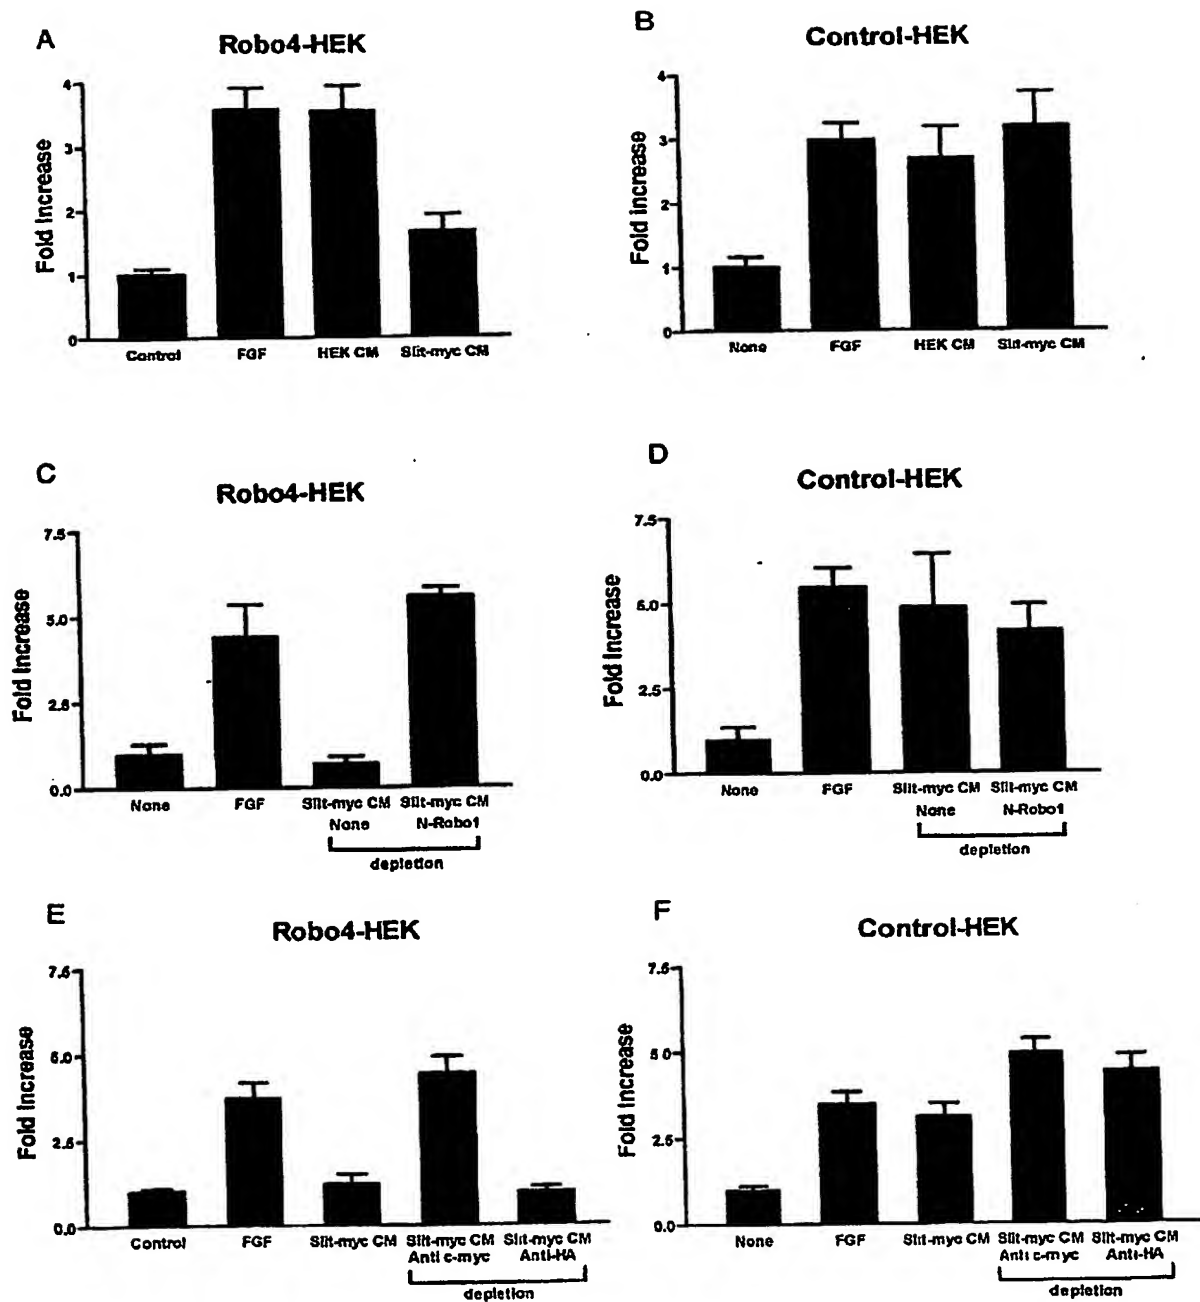 A
Robo4-HEK
Fold Increase
4
3
2
1
0
Control FGF HEK CM Slit-myc CM
B
Control-HEK
Fold Increase
4
3
2
1
0
None FGF HEK CM Slit-myc CM
C
Robo4-HEK
Fold Increase
7.5
5.0
2.5
0.0
None FGF Slit-myc CM Slit-myc CM
None N-Robo1
depletion
D
Control-HEK
Fold Increase
7.5
5.0
2.5
0.0
None FGF Slit-myc CM Slit-myc CM
None N-Robo1
depletion
E
Robo4-HEK
Fold Increase
7.5
5.0
2.5
0.0
Control FGF Slit-myc CM Slit-myc CM Slit-myc CM
Anti c-myc Anti-HA
depletion
F
Control-HEK
Fold Increase
7.5
5.0
2.5
0.0
None FGF Slit-myc CM Slit-myc CM Slit-myc CM
Anti c-myc Anti-HA
depletion